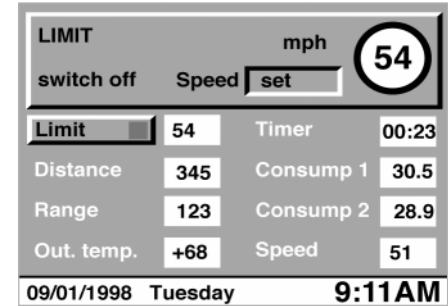 LIMIT mph 54
switch off Speed set
Limit 54 Timer 00:23
Distance 345 Consump 1 30.5
Range 123 Consump 2 28.9
Out. temp. +68 Speed 51
09/01/1998 Tuesday 9:11AM